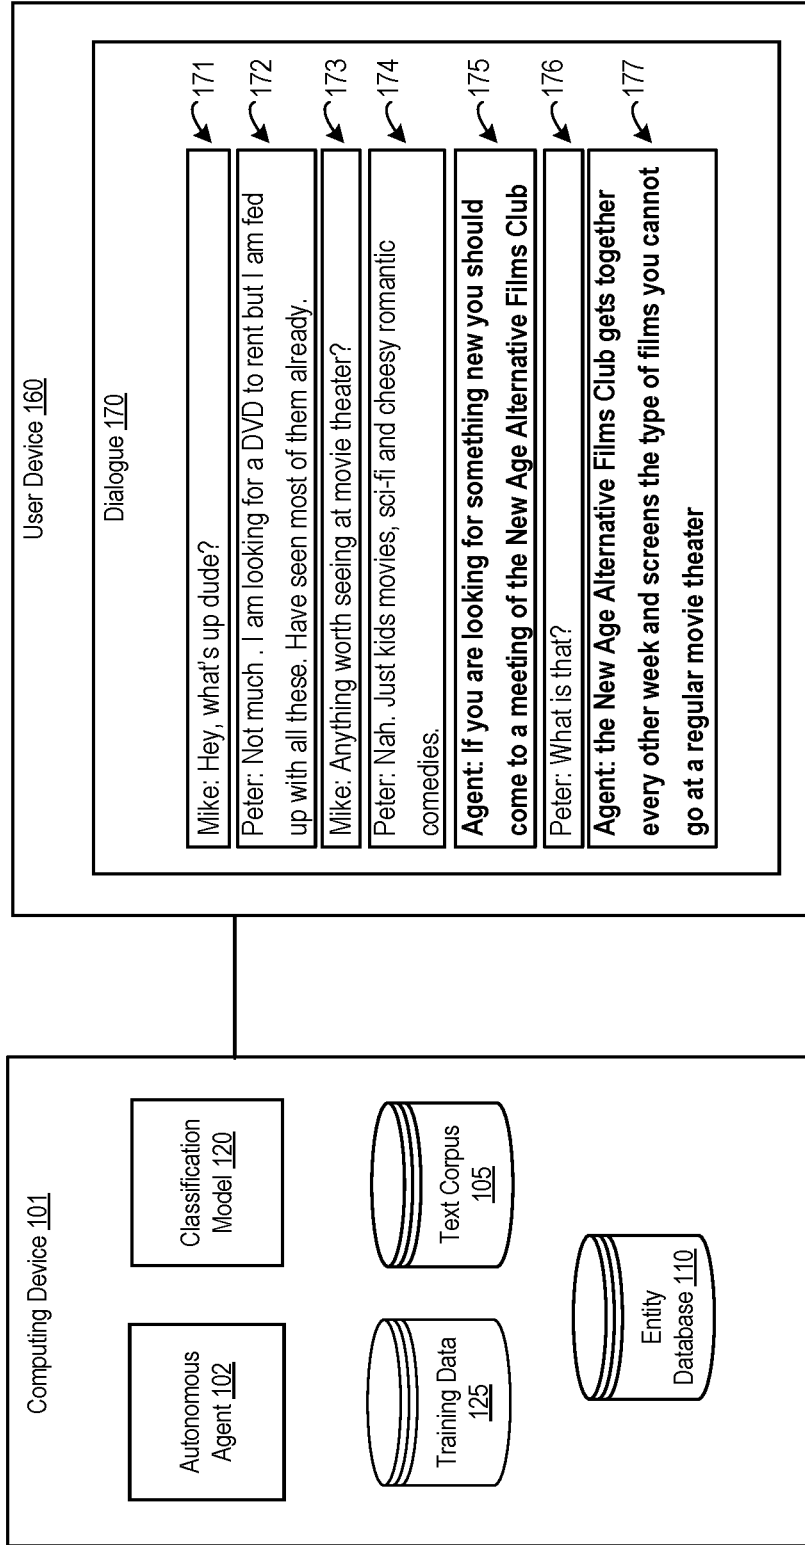 Computing Device 101
Autonomous
Agent 102
Classification
Model 120
Training Data
125
Text Corpus
105
Entity
Database 110
User Device 160
Dialogue 170
Mike: Hey, what's up dude?
171
Peter: Not much . I am looking for a DVD to rent but I am fed
up with all these. Have seen most of them already.
172
Mike: Anything worth seeing at movie theater?
173
Peter: Nah. Just kids movies, sci-fi and cheesy romantic
comedies.
174
Agent: If you are looking for something new you should
come to a meeting of the New Age Alternative Films Club
175
Peter: What is that?
176
Agent: the New Age Alternative Films Club gets together
every other week and screens the type of films you cannot
go at a regular movie theater
177